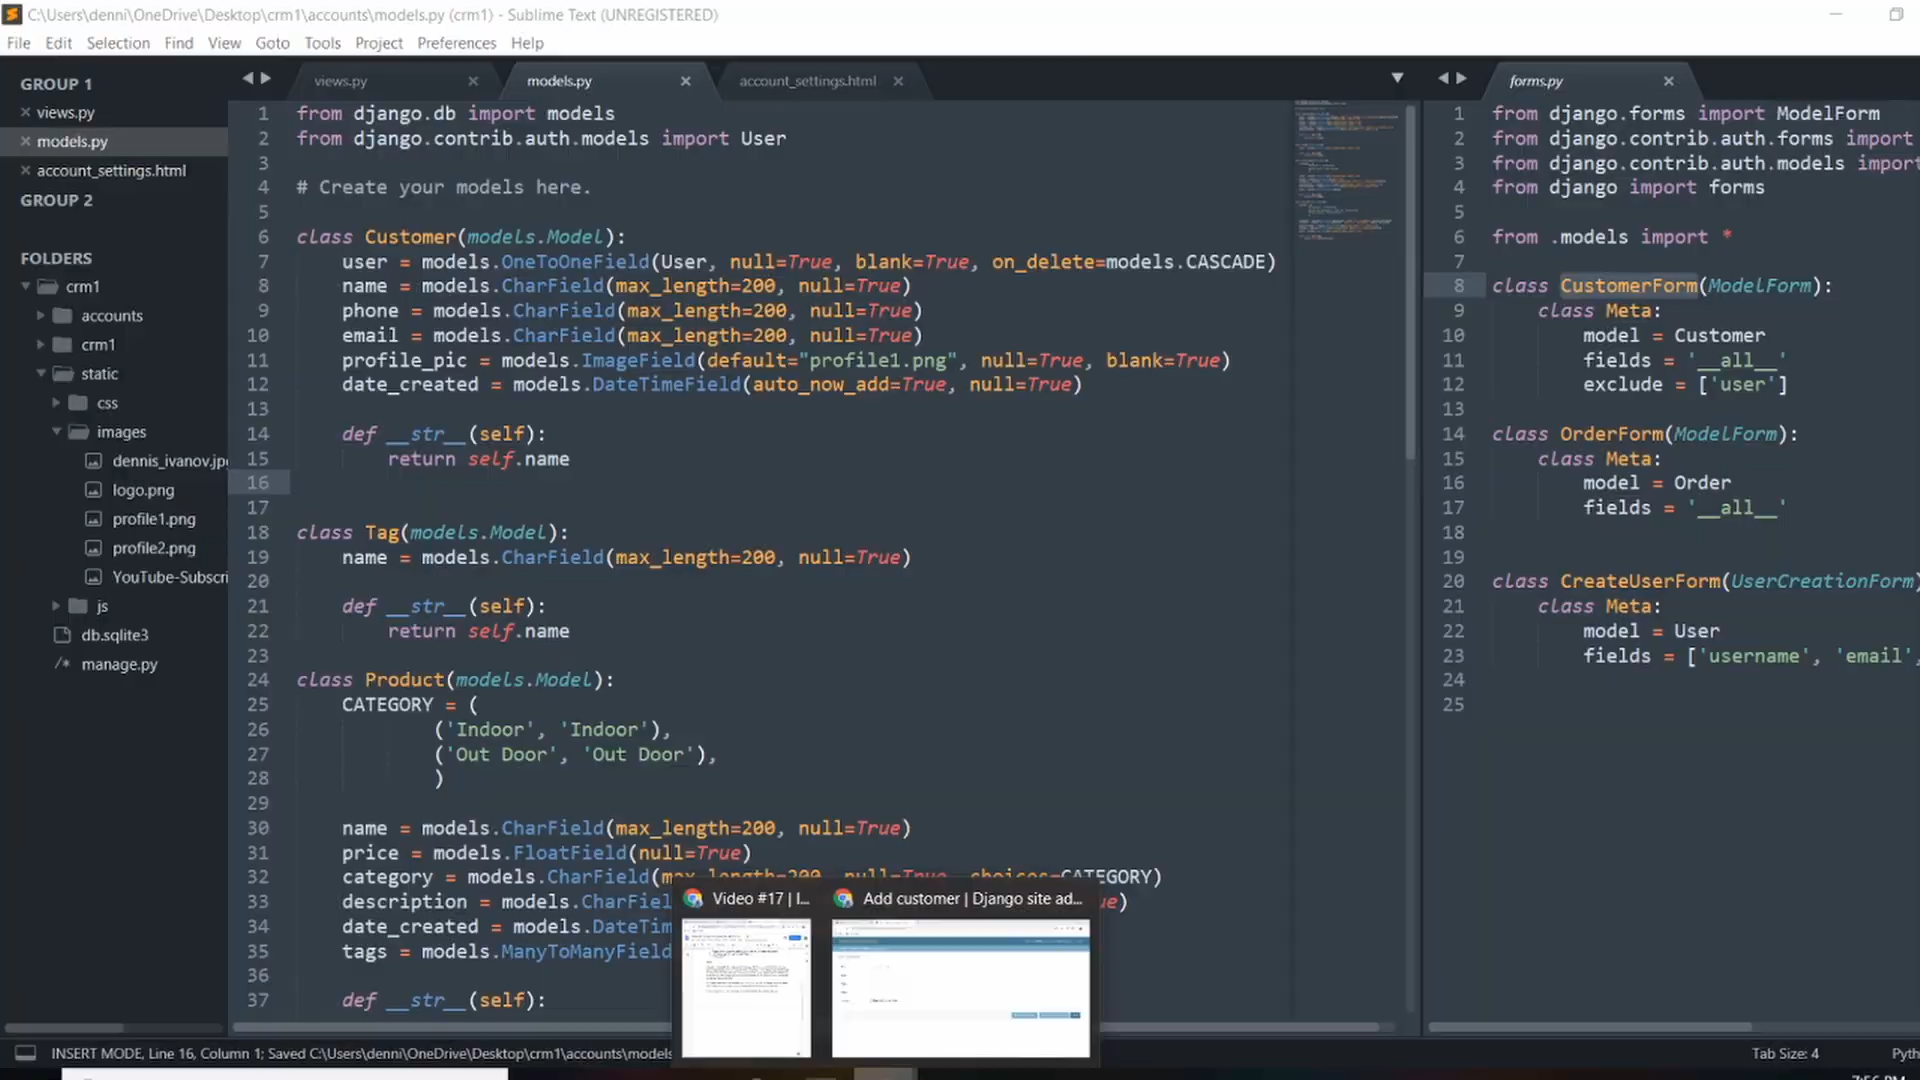 C:\Users\denni\OneDrive\Desktop\crm1\accounts\models.py (crm1) - Sublime Text (UNREGISTERED)
File Edit Selection Find View Goto Tools Project Preferences Help
GROUP 1
views.py
models.py
account_settings.html
GROUP 2
FOLDERS
crm1
accounts
crm1
static
css
images
dennis_ivanov.jp
logo.png
profile1.png
profile2.png
YouTube-Subscri
js
db.sqlite3
/* manage.py
views.py models.py account_settings.html
1 from django.db import models
2 from django.contrib.auth.models import User
3
4 # Create your models here.
5
6 class Customer(models.Model):
7 user = models.OneToOneField(User, null=True, blank=True, on_delete=models.CASCADE)
8 name = models.CharField(max_length=200, null=True)
9 phone = models.CharField(max_length=200, null=True)
10 email = models.CharField(max_length=200, null=True)
11 profile_pic = models.ImageField(default="profile1.png", null=True, blank=True)
12 date_created = models.DateTimeField(auto_now_add=True, null=True)
13
14 def __str__(self):
15 return self.name
16
17
18 class Tag(models.Model):
19 name = models.CharField(max_length=200, null=True)
20
21 def __str__(self):
22 return self.name
23
24 class Product(models.Model):
25 CATEGORY = (
26 ('Indoor', 'Indoor'),
27 ('Out Door', 'Out Door'),
28 )
29
30 name = models.CharField(max_length=200, null=True)
31 price = models.FloatField(null=True)
32 category = models.CharField(max_length=200, null=True, choices=CATEGORY)
33 description = models.Cha
34 date_created = models.DateTim
35 tags = models.ManyToManyField
36
37 def __str__(self):
forms.py
1 from django.forms import ModelForm
2 from django.contrib.auth.forms import
3 from django.contrib.auth.models import
4 from django import forms
5
6 from .models import *
7
8 class CustomerForm(ModelForm):
9 class Meta:
10 model = Customer
11 fields = '__all__'
12 exclude = ['user']
13
14 class OrderForm(ModelForm):
15 class Meta:
16 model = Order
17 fields = '__all__'
18
19
20 class CreateUserForm(UserCreationForm)
21 class Meta:
22 model = User
23 fields = ['username', 'email',
24
25
Video #17 | I...
Add customer | Django site ad...
INSERT MODE, Line 16, Column 1; Saved C:\Users\denni\OneDrive\Desktop\crm1\accounts\models
Tab Size: 4
Pyth